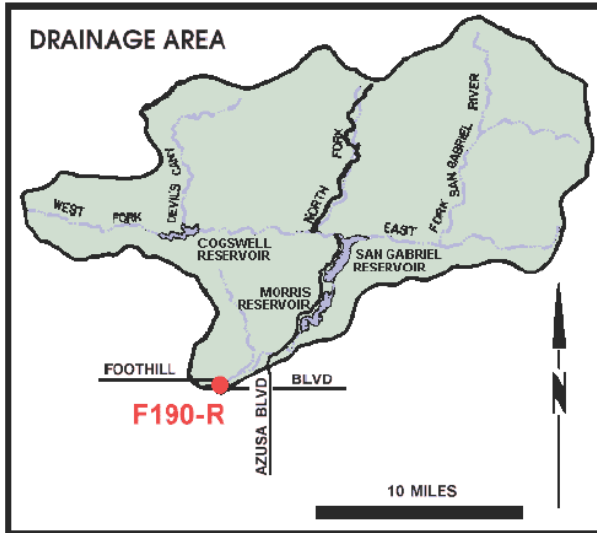 DRAINAGE AREA
WEST
FORK
DEVIL'S CANY
NORTH
FORK
EAST
FORK SAN GABRIEL RIVER
COGSWELL
RESERVOIR
SAN GABRIEL
RESERVOIR
MORRIS
RESERVOIR
FOOTHILL
BLVD
F190-R
AZUSA BLVD
N
10 MILES